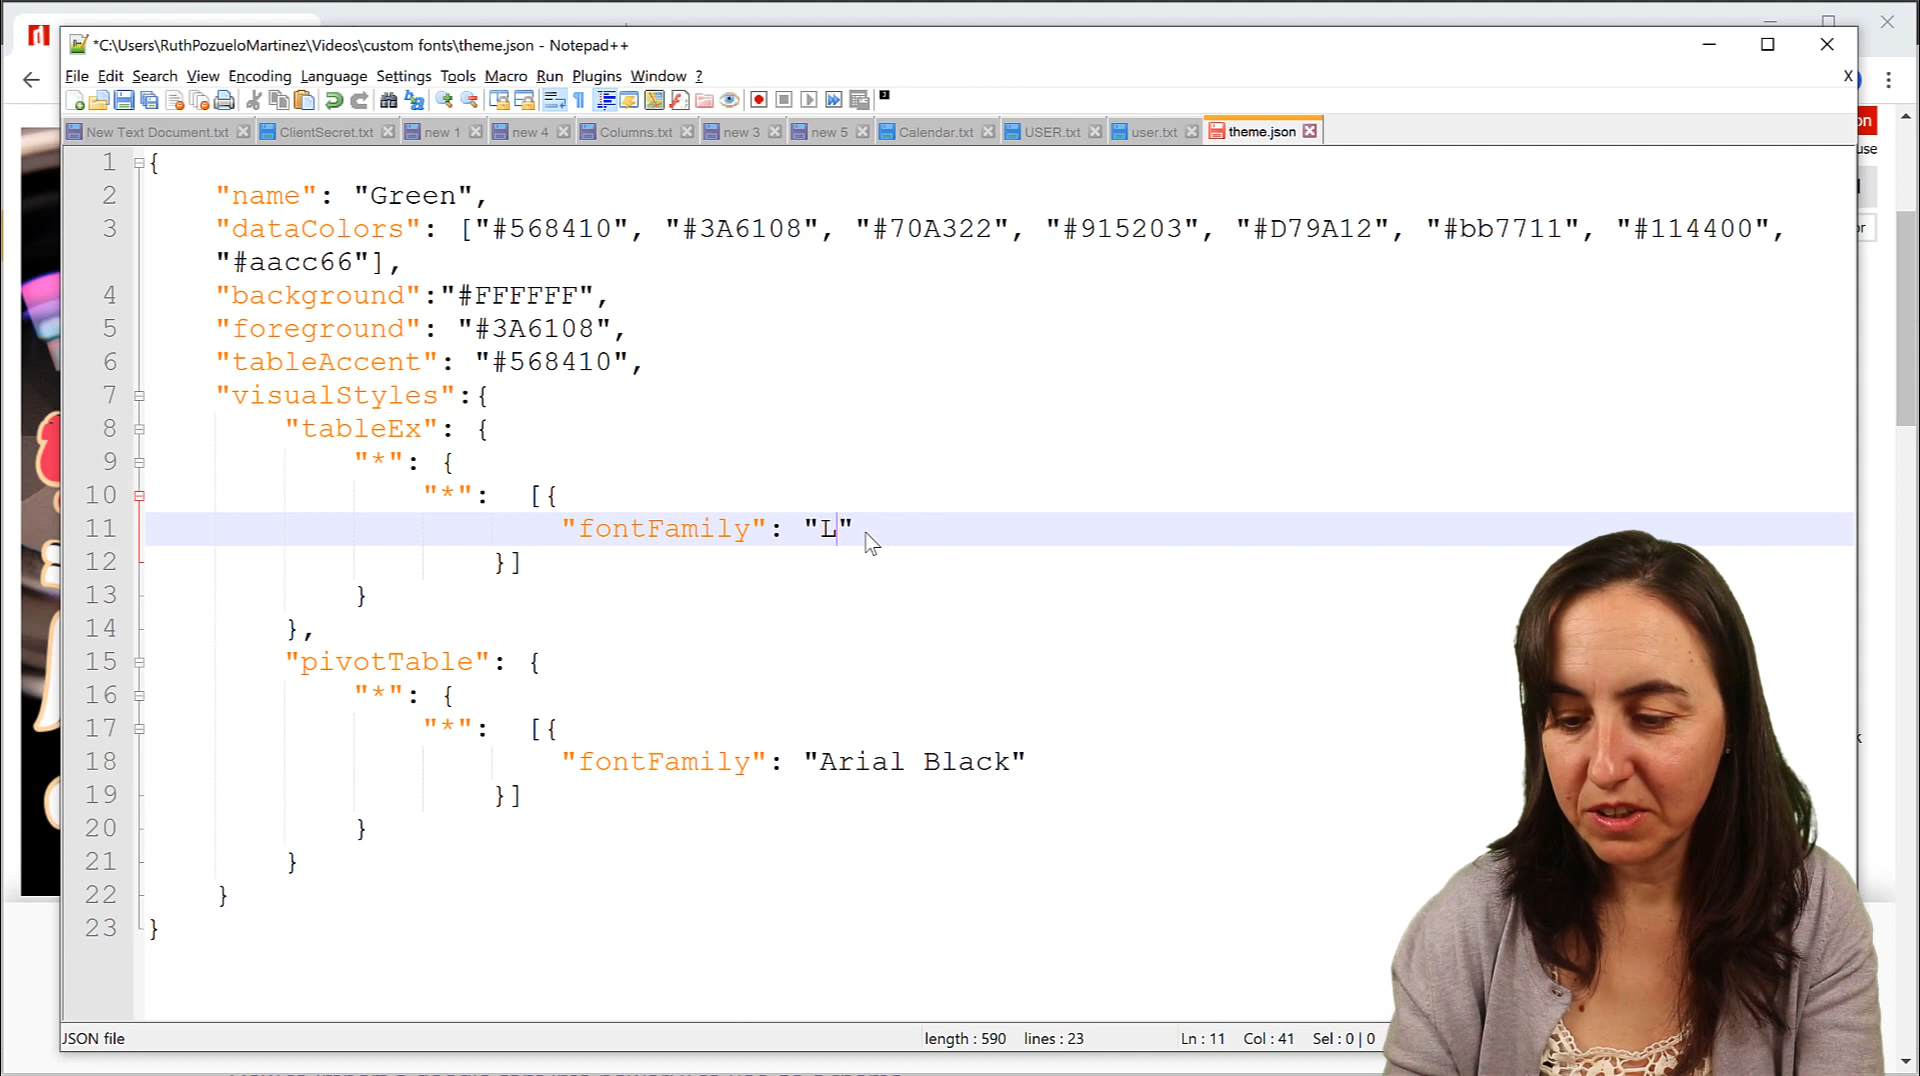 *C:\Users\RuthPozueloMartinez\Videos\custom fonts\theme.json - Notepad++
File Edit Search View Encoding Language Settings Tools Macro Run Plugins Window ? X
New Text Document.txt ClientSecret.txt new 1 new 4 Columns.txt new 3 new 5 Calendar.txt USER.txt user.txt theme.json
1 {
2 "name": "Green",
3 "dataColors": ["#568410", "#3A6108", "#70A322", "#915203", "#D79A12", "#bb7711", "#114400",
"#aacc66"],
4 "background":"#FFFFFF",
5 "foreground": "#3A6108",
6 "tableAccent": "#568410",
7 "visualStyles":{
8 "tableEx": {
9 "*": {
10 "*": [{
11 "fontFamily": "L"
12 }]
13 }
14 },
15 "pivotTable": {
16 "*": {
17 "*": [{
18 "fontFamily": "Arial Black"
19 }]
20 }
21 }
22 }
23 }
JSON file length : 590 lines : 23 Ln : 11 Col : 41 Sel : 0 | 0